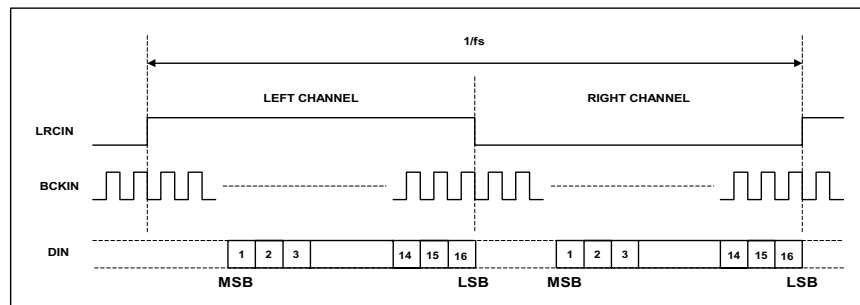 1/fs
LEFT CHANNEL RIGHT CHANNEL
LRCIN
BCKIN
DIN 1 2 3 14 15 16 1 2 3 14 15 16
MSB LSB MSB LSB